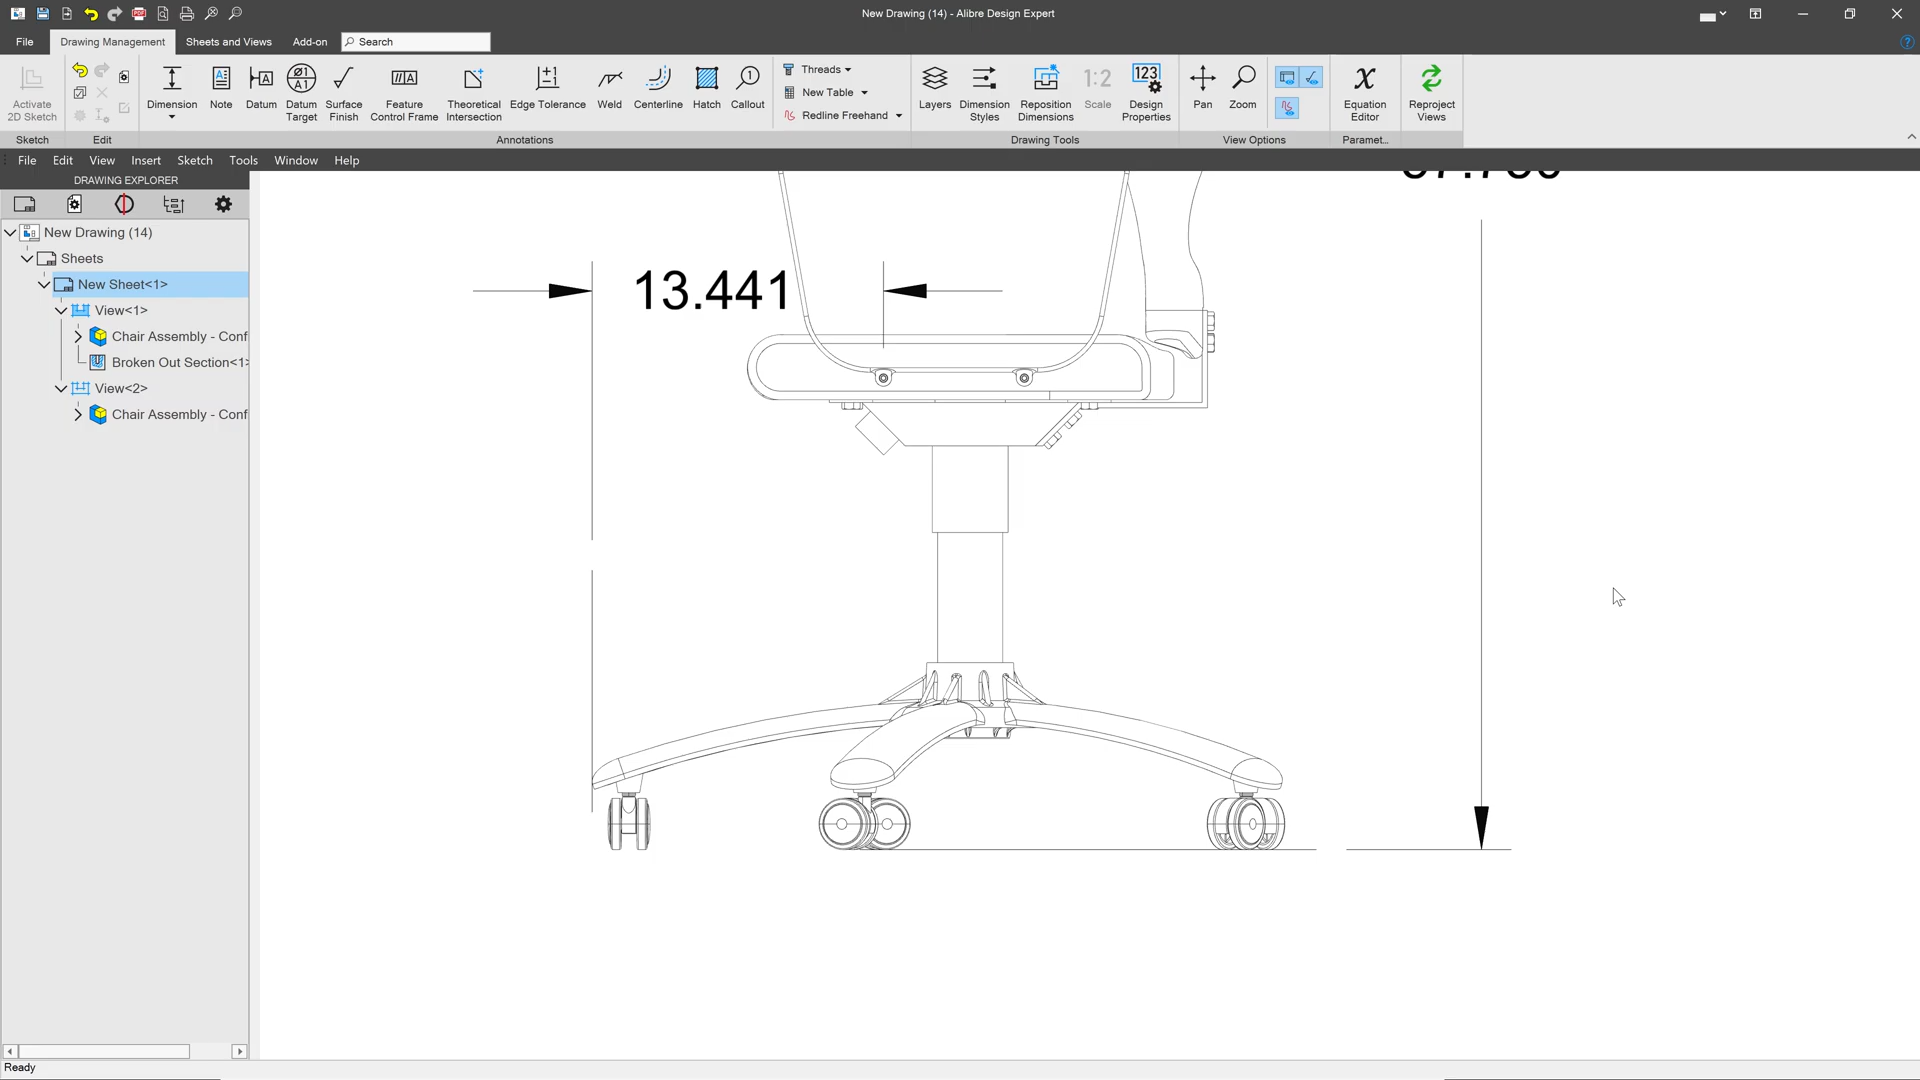 New Drawing (14) - Alibre Design Expert
File
Drawing Management
Sheets and Views
Add-on
Search
Activate
2D Sketch
Sketch
Edit
Dimension
Note
Datum
Datum
Target
Surface
Finish
Feature
Control Frame
Theoretical
Intersection
Edge Tolerance
Weld
Centerline
Hatch
Callout
Threads
New Table
Redline Freehand
Annotations
Layers
Dimension
Styles
Reposition
Dimensions
1:2
Scale
123
Design
Properties
Drawing Tools
Pan
Zoom
View Options
Equation
Editor
Paramet...
Reproject
Views
File Edit View Insert Sketch Tools Window Help
DRAWING EXPLORER
New Drawing (14)
Sheets
New Sheet<1>
View<1>
Chair Assembly - Conf
Broken Out Section<1>
View<2>
Chair Assembly - Conf
13.441
Ready